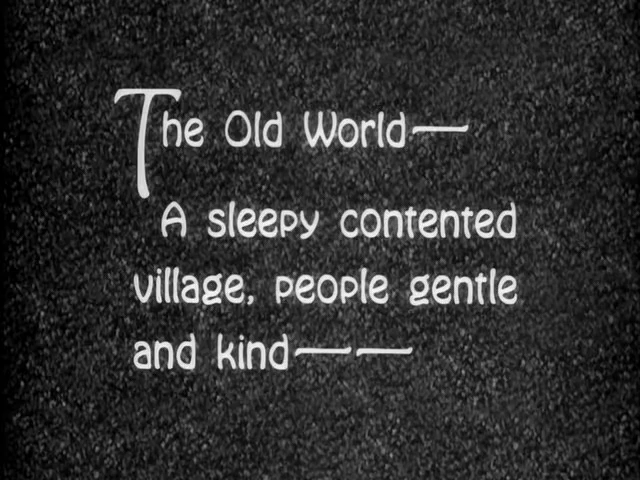 The Old World—
A sleepy contented
village, people gentle
and kind——